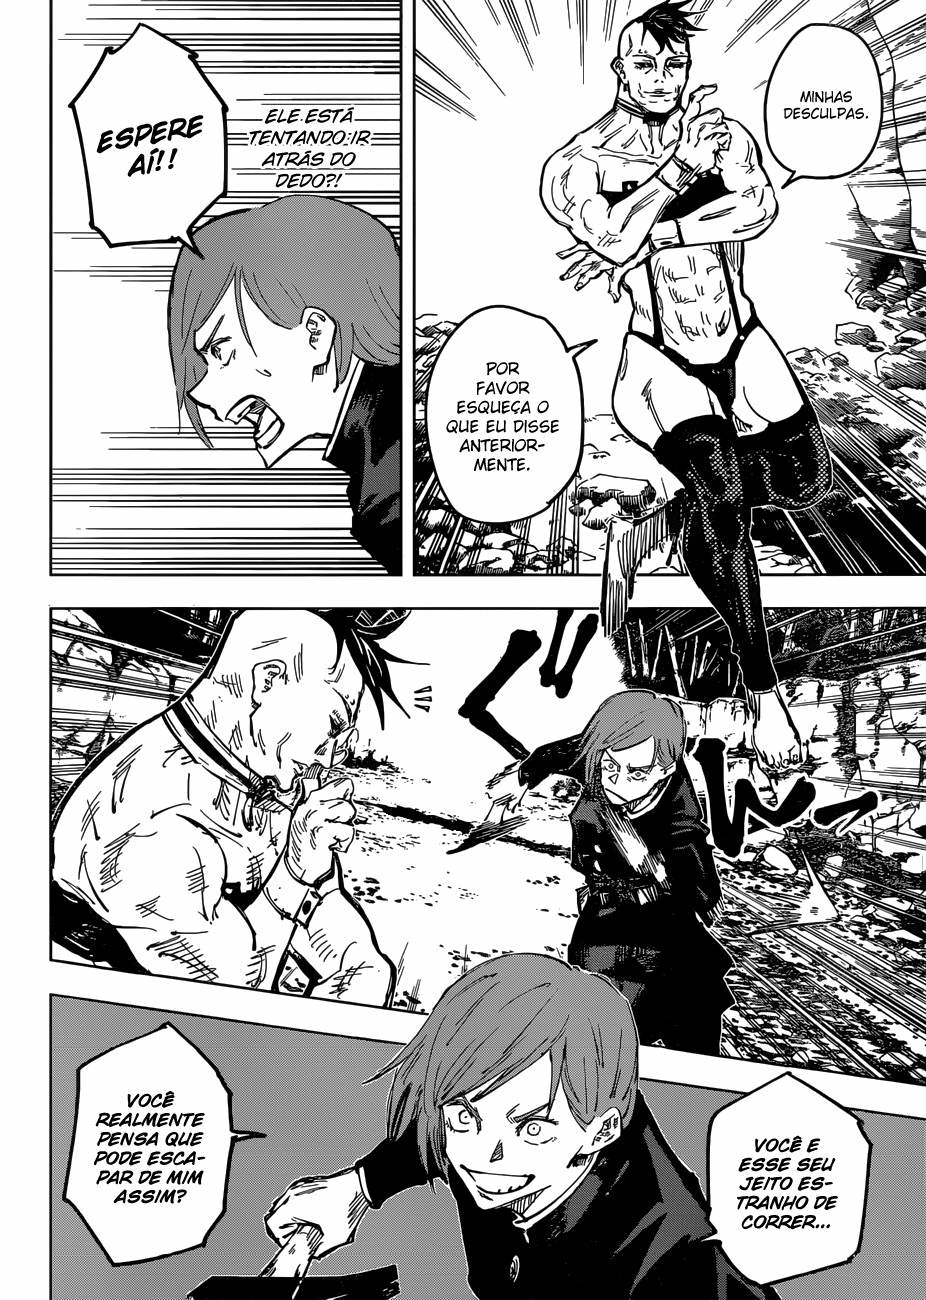 MINHAS
DESCULPAS.
POR
FAVOR
ESQUEÇA O
QUE EU DISSE
ANTERIOR-
MENTE.
ELE ESTÁ
TENTANDO IR
ATRÁS DO
DEDO?!
ESPERE
AÍ!!
VOCÊ E
ESSE SEU
JEITO ES-
TRANHO DE
CORRER...
VOCÊ
REALMENTE
PENSA QUE
PODE ESCA-
PAR DE MIM
ASSIM?